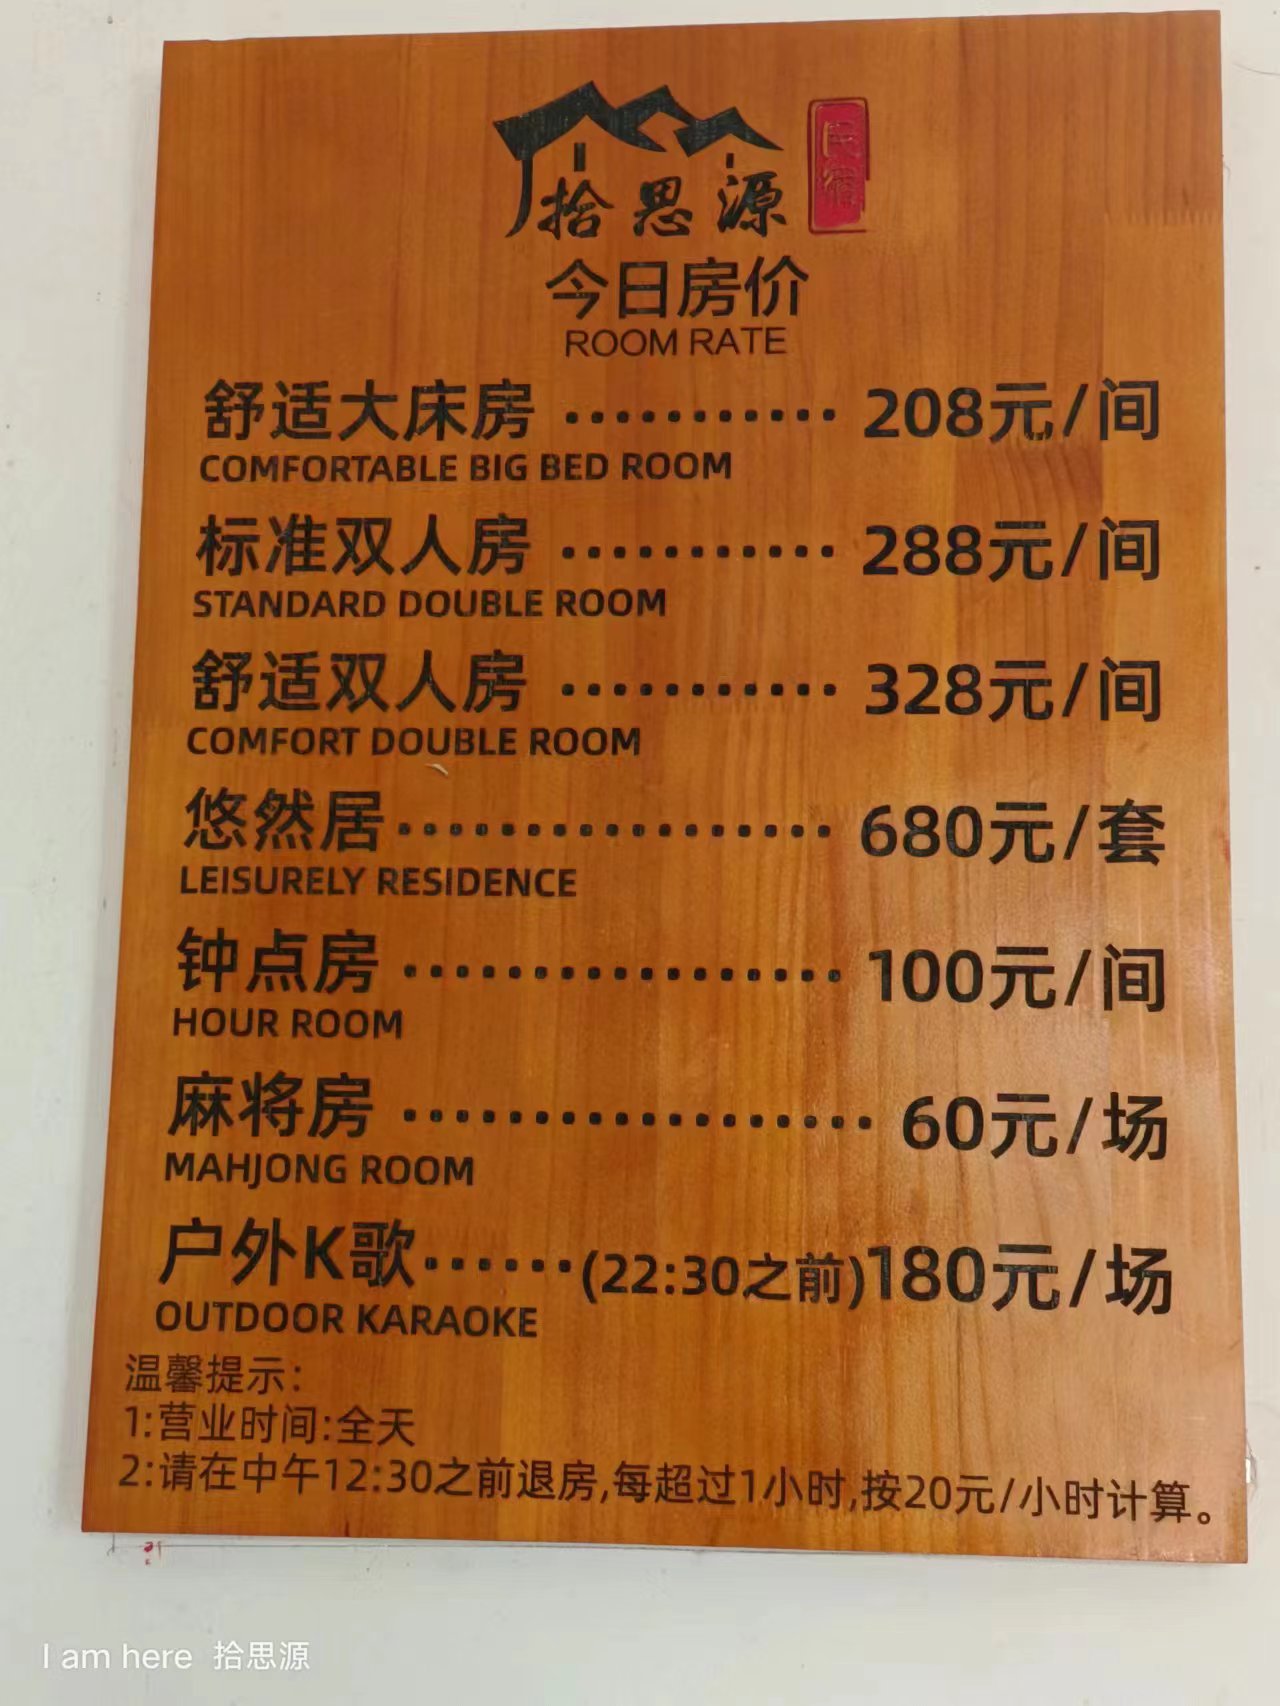 拾思源
民宿
今日房价
ROOM RATE
舒适大床房 ··········· 208元/间
COMFORTABLE BIG BED ROOM
标准双人房 ··········· 288元/间
STANDARD DOUBLE ROOM
舒适双人房 ··········· 328元/间
COMFORT DOUBLE ROOM
悠然居················· 680元/套
LEISURELY RESIDENCE
钟点房 ················· 100元/间
HOUR ROOM
麻将房 ·················· 60元/场
MAHJONG ROOM
户外K歌······(22:30之前)180元/场
OUTDOOR KARAOKE
温馨提示:
1:营业时间:全天
2:请在中午12:30之前退房,每超过1小时,按20元/小时计算。
I am here 拾思源